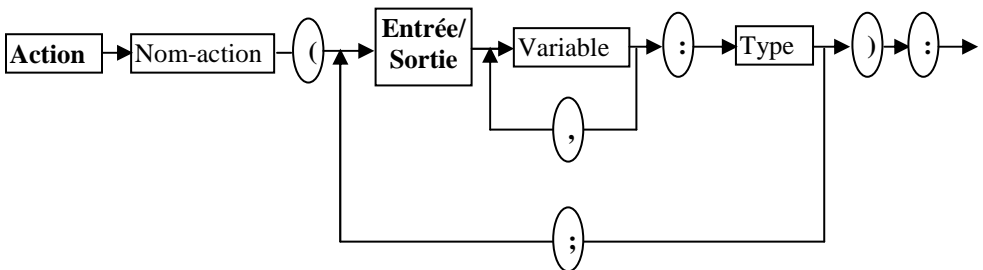 Action Nom-action ( Entrée/ Sortie Variable : Type ) :
,
;